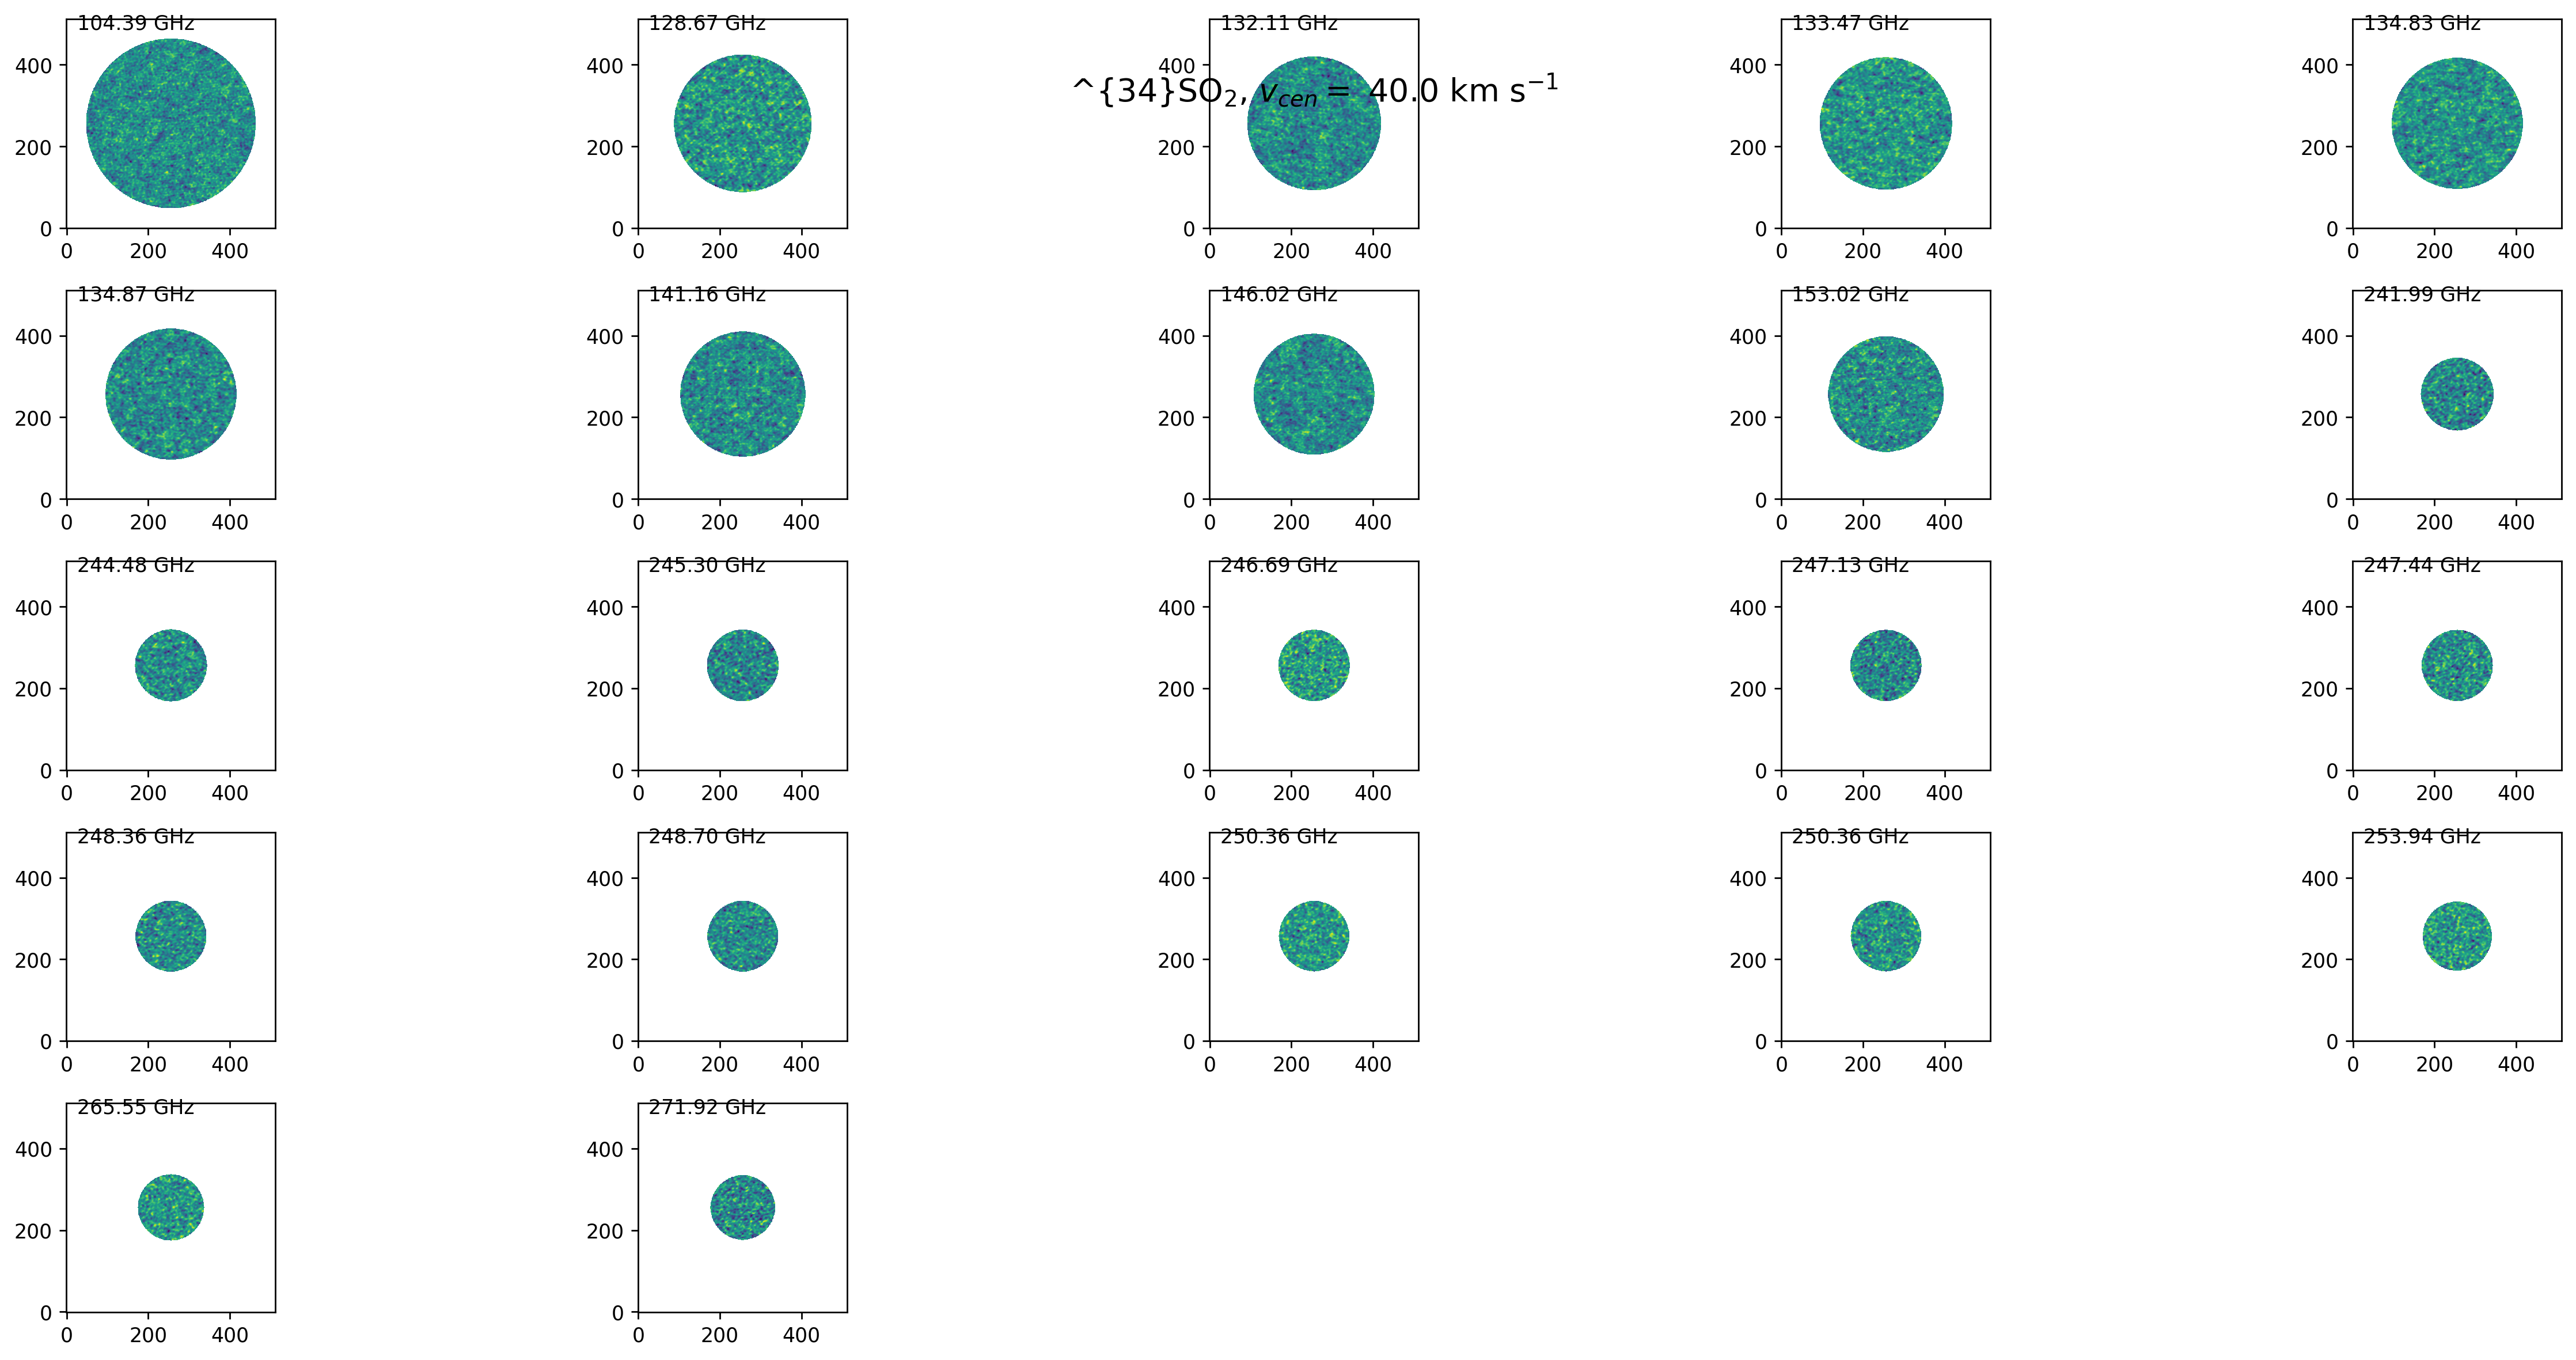 104.39 GHz
128.67 GHz
132.11 GHz
133.47 GHz
134.83 GHz
^{34}SO₂, v_cen = 40.0 km s⁻¹
400 400 400 400 400
200 200 200 200 200
0 0 0 0 0
0 200 400 0 200 400 0 200 400 0 200 400 0 200 400
134.87 GHz
141.16 GHz
146.02 GHz
153.02 GHz
241.99 GHz
400 400 400 400 400
200 200 200 200 200
0 0 0 0 0
0 200 400 0 200 400 0 200 400 0 200 400 0 200 400
244.48 GHz
245.30 GHz
246.69 GHz
247.13 GHz
247.44 GHz
400 400 400 400 400
200 200 200 200 200
0 0 0 0 0
0 200 400 0 200 400 0 200 400 0 200 400 0 200 400
248.36 GHz
248.70 GHz
250.36 GHz
250.36 GHz
253.94 GHz
400 400 400 400 400
200 200 200 200 200
0 0 0 0 0
0 200 400 0 200 400 0 200 400 0 200 400 0 200 400
265.55 GHz
271.92 GHz
400 400
200 200
0 0
0 200 400 0 200 400